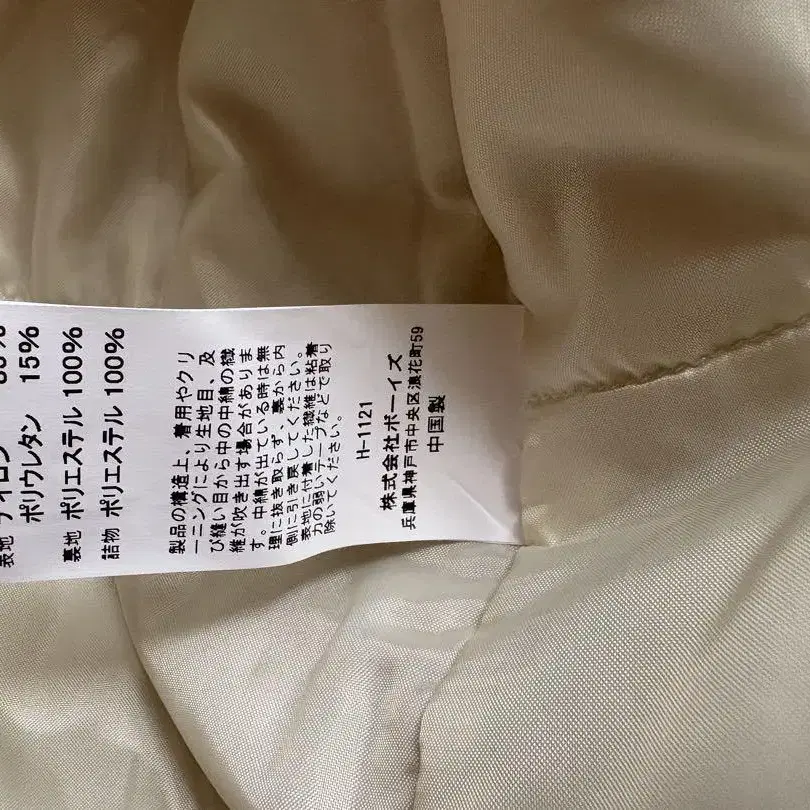 表地 ナイロン 85%
ポリウレタン 15%
裏地 ポリエステル 100%
詰物 ポリエステル 100%
製品の構造上、着用やクリ
ーニングにより生地目、及
び縫い目から中の中綿の繊
維が吹き出す場合がありま
す。中綿が出ている時は無
理に抜き取らず、裏から内
側に引き戻してください。
表地に付着した繊維は粘着
力の弱いテープなどで取り
除いてください。
H-1121
株式会社ボーイズ
兵庫県神戸市中央区浪花町59
中国製